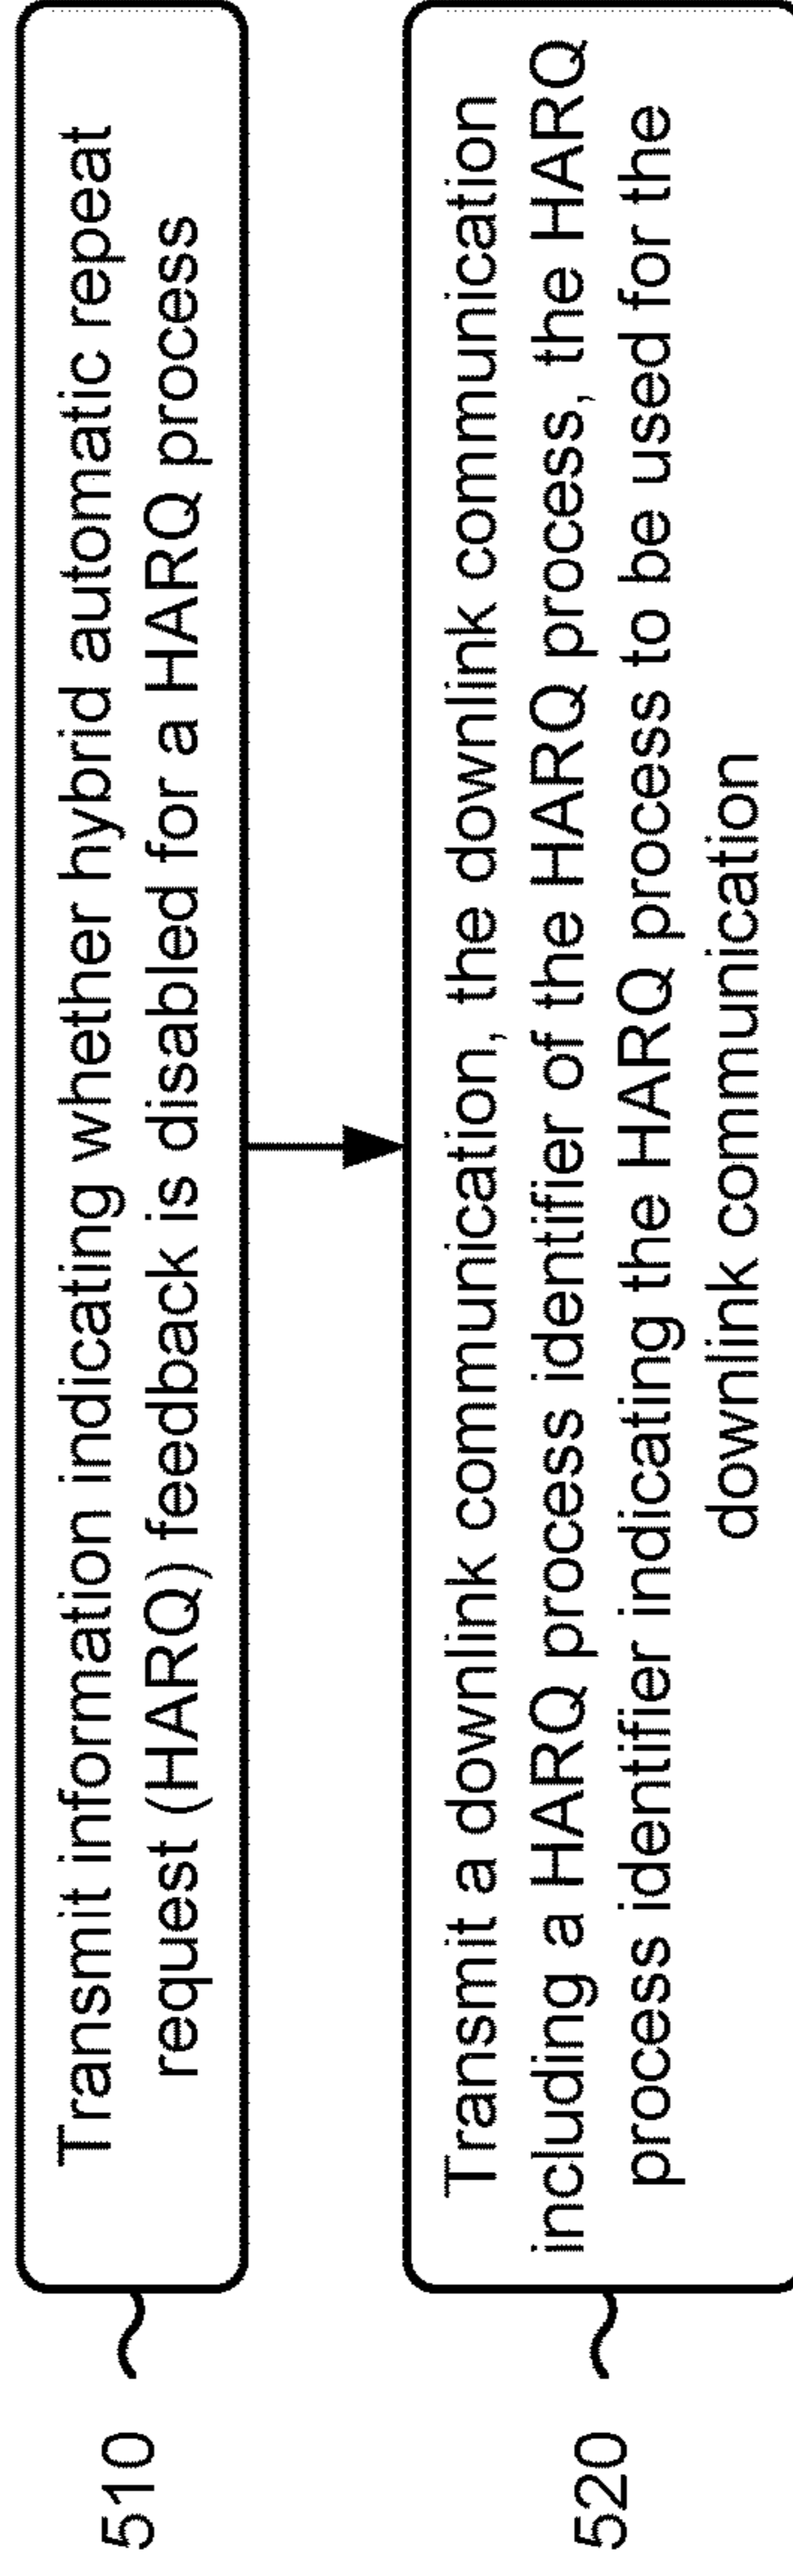 510
Transmit information indicating whether hybrid automatic repeat
request (HARQ) feedback is disabled for a HARQ process
520
Transmit a downlink communication, the downlink communication
including a HARQ process identifier of the HARQ process, the HARQ
process identifier indicating the HARQ process to be used for the
downlink communication